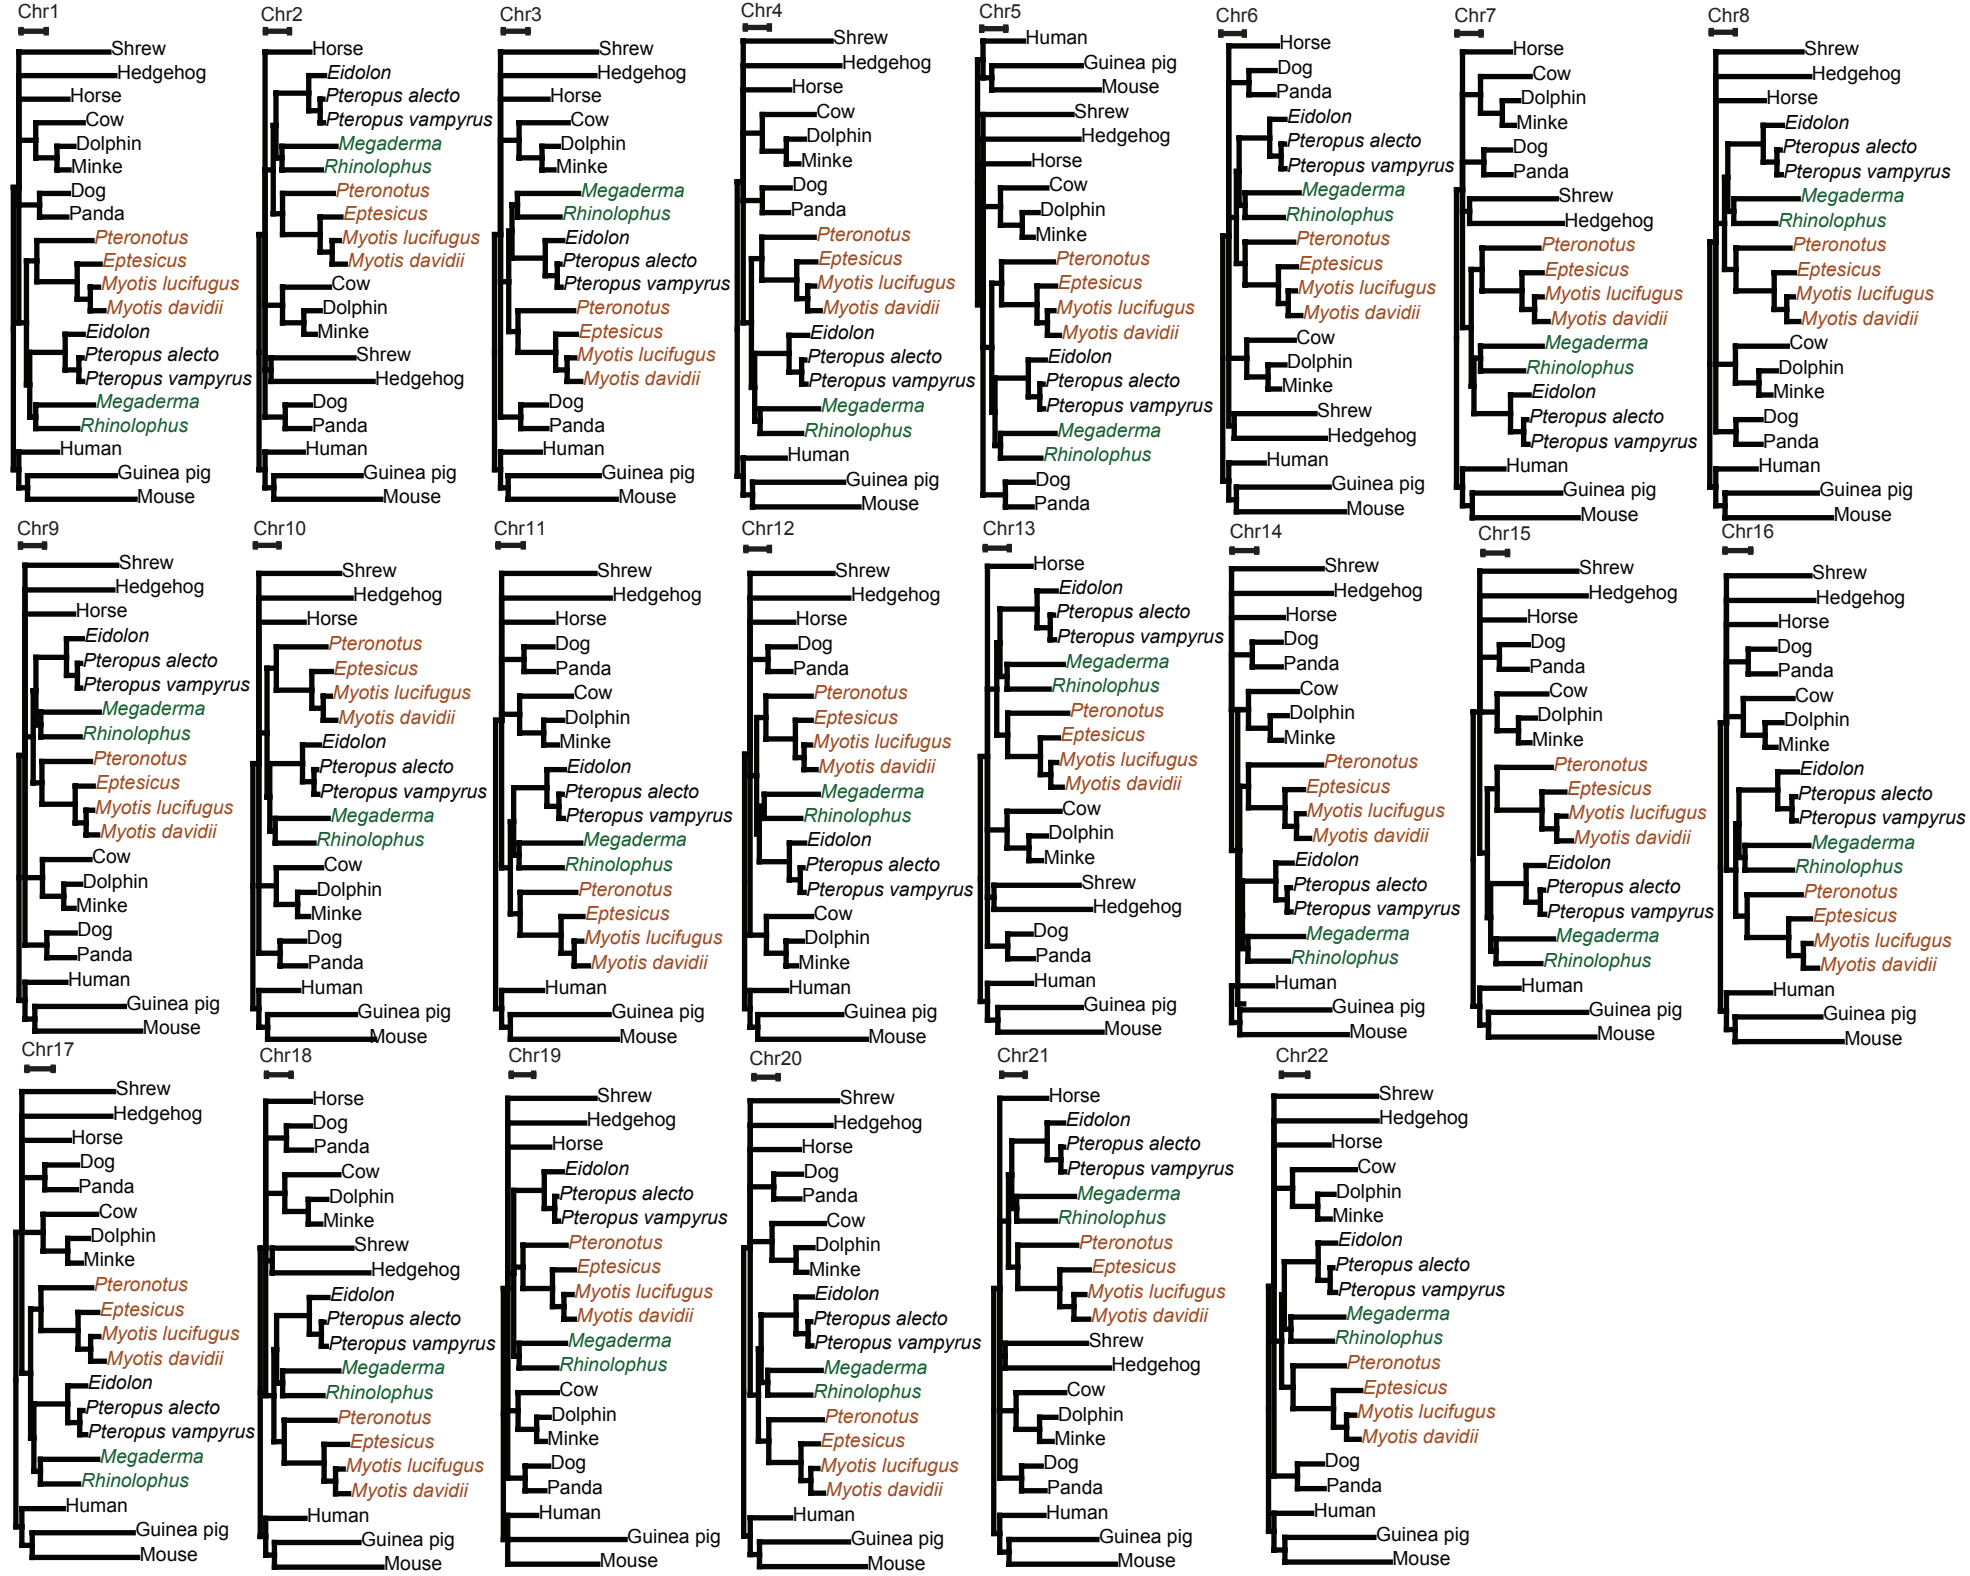 Chr1
Shrew
Hedgehog
Horse
Cow
Dolphin
Minke
Dog
Panda
Pteronotus
Eptesicus
Myotis lucifugus
Myotis davidii
Eidolon
Pteropus alecto
Pteropus vampyrus
Megaderma
Rhinolophus
Human
Guinea pig
Mouse
Chr2
Horse
Eidolon
Pteropus alecto
Pteropus vampyrus
Megaderma
Rhinolophus
Pteronotus
Eptesicus
Myotis lucifugus
Myotis davidii
Cow
Dolphin
Minke
Shrew
Hedgehog
Dog
Panda
Human
Guinea pig
Mouse
Chr3
Shrew
Hedgehog
Horse
Cow
Dolphin
Minke
Megaderma
Rhinolophus
Eidolon
Pteropus alecto
Pteropus vampyrus
Pteronotus
Eptesicus
Myotis lucifugus
Myotis davidii
Dog
Panda
Human
Guinea pig
Mouse
Chr4
Shrew
Hedgehog
Horse
Cow
Dolphin
Minke
Dog
Panda
Pteronotus
Eptesicus
Myotis lucifugus
Myotis davidii
Eidolon
Pteropus alecto
Pteropus vampyrus
Megaderma
Rhinolophus
Human
Guinea pig
Mouse
Chr5
Human
Guinea pig
Mouse
Shrew
Hedgehog
Horse
Cow
Dolphin
Minke
Pteronotus
Eptesicus
Myotis lucifugus
Myotis davidii
Eidolon
Pteropus alecto
Pteropus vampyrus
Megaderma
Rhinolophus
Dog
Panda
Chr6
Horse
Dog
Panda
Eidolon
Pteropus alecto
Pteropus vampyrus
Megaderma
Rhinolophus
Pteronotus
Eptesicus
Myotis lucifugus
Myotis davidii
Cow
Dolphin
Minke
Shrew
Hedgehog
Human
Guinea pig
Mouse
Chr7
Horse
Cow
Dolphin
Minke
Dog
Panda
Shrew
Hedgehog
Pteronotus
Eptesicus
Myotis lucifugus
Myotis davidii
Megaderma
Rhinolophus
Eidolon
Pteropus alecto
Pteropus vampyrus
Human
Guinea pig
Mouse
Chr8
Shrew
Hedgehog
Horse
Eidolon
Pteropus alecto
Pteropus vampyrus
Megaderma
Rhinolophus
Pteronotus
Eptesicus
Myotis lucifugus
Myotis davidii
Cow
Dolphin
Minke
Dog
Panda
Human
Guinea pig
Mouse
Chr9
Shrew
Hedgehog
Horse
Eidolon
Pteropus alecto
Pteropus vampyrus
Megaderma
Rhinolophus
Pteronotus
Eptesicus
Myotis lucifugus
Myotis davidii
Cow
Dolphin
Minke
Dog
Panda
Human
Guinea pig
Mouse
Chr10
Shrew
Hedgehog
Horse
Pteronotus
Eptesicus
Myotis lucifugus
Myotis davidii
Eidolon
Pteropus alecto
Pteropus vampyrus
Megaderma
Rhinolophus
Cow
Dolphin
Minke
Dog
Panda
Human
Guinea pig
Mouse
Chr11
Shrew
Hedgehog
Horse
Dog
Panda
Cow
Dolphin
Minke
Eidolon
Pteropus alecto
Pteropus vampyrus
Megaderma
Rhinolophus
Pteronotus
Eptesicus
Myotis lucifugus
Myotis davidii
Human
Guinea pig
Mouse
Chr12
Shrew
Hedgehog
Horse
Dog
Panda
Pteronotus
Eptesicus
Myotis lucifugus
Myotis davidii
Megaderma
Rhinolophus
Eidolon
Pteropus alecto
Pteropus vampyrus
Cow
Dolphin
Minke
Human
Guinea pig
Mouse
Chr13
Horse
Eidolon
Pteropus alecto
Pteropus vampyrus
Megaderma
Rhinolophus
Pteronotus
Eptesicus
Myotis lucifugus
Myotis davidii
Cow
Dolphin
Minke
Shrew
Hedgehog
Dog
Panda
Human
Guinea pig
Mouse
Chr14
Shrew
Hedgehog
Horse
Dog
Panda
Cow
Dolphin
Minke
Pteronotus
Eptesicus
Myotis lucifugus
Myotis davidii
Eidolon
Pteropus alecto
Pteropus vampyrus
Megaderma
Rhinolophus
Human
Guinea pig
Mouse
Chr15
Shrew
Hedgehog
Horse
Dog
Panda
Cow
Dolphin
Minke
Pteronotus
Eptesicus
Myotis lucifugus
Myotis davidii
Eidolon
Pteropus alecto
Pteropus vampyrus
Megaderma
Rhinolophus
Human
Guinea pig
Mouse
Chr16
Shrew
Hedgehog
Horse
Dog
Panda
Cow
Dolphin
Minke
Eidolon
Pteropus alecto
Pteropus vampyrus
Megaderma
Rhinolophus
Pteronotus
Eptesicus
Myotis lucifugus
Myotis davidii
Human
Guinea pig
Mouse
Chr17
Shrew
Hedgehog
Horse
Dog
Panda
Cow
Dolphin
Minke
Pteronotus
Eptesicus
Myotis lucifugus
Myotis davidii
Eidolon
Pteropus alecto
Pteropus vampyrus
Megaderma
Rhinolophus
Human
Guinea pig
Mouse
Chr18
Horse
Dog
Panda
Cow
Dolphin
Minke
Shrew
Hedgehog
Eidolon
Pteropus alecto
Pteropus vampyrus
Megaderma
Rhinolophus
Pteronotus
Eptesicus
Myotis lucifugus
Myotis davidii
Human
Guinea pig
Mouse
Chr19
Shrew
Hedgehog
Horse
Eidolon
Pteropus alecto
Pteropus vampyrus
Pteronotus
Eptesicus
Myotis lucifugus
Myotis davidii
Megaderma
Rhinolophus
Cow
Dolphin
Minke
Dog
Panda
Human
Guinea pig
Mouse
Chr20
Shrew
Hedgehog
Horse
Dog
Panda
Cow
Dolphin
Minke
Eidolon
Pteropus alecto
Pteropus vampyrus
Megaderma
Rhinolophus
Pteronotus
Eptesicus
Myotis lucifugus
Myotis davidii
Human
Guinea pig
Mouse
Chr21
Horse
Eidolon
Pteropus alecto
Pteropus vampyrus
Megaderma
Rhinolophus
Pteronotus
Eptesicus
Myotis lucifugus
Myotis davidii
Shrew
Hedgehog
Cow
Dolphin
Minke
Dog
Panda
Human
Guinea pig
Mouse
Chr22
Shrew
Hedgehog
Horse
Cow
Dolphin
Minke
Eidolon
Pteropus alecto
Pteropus vampyrus
Megaderma
Rhinolophus
Pteronotus
Eptesicus
Myotis lucifugus
Myotis davidii
Dog
Panda
Human
Guinea pig
Mouse